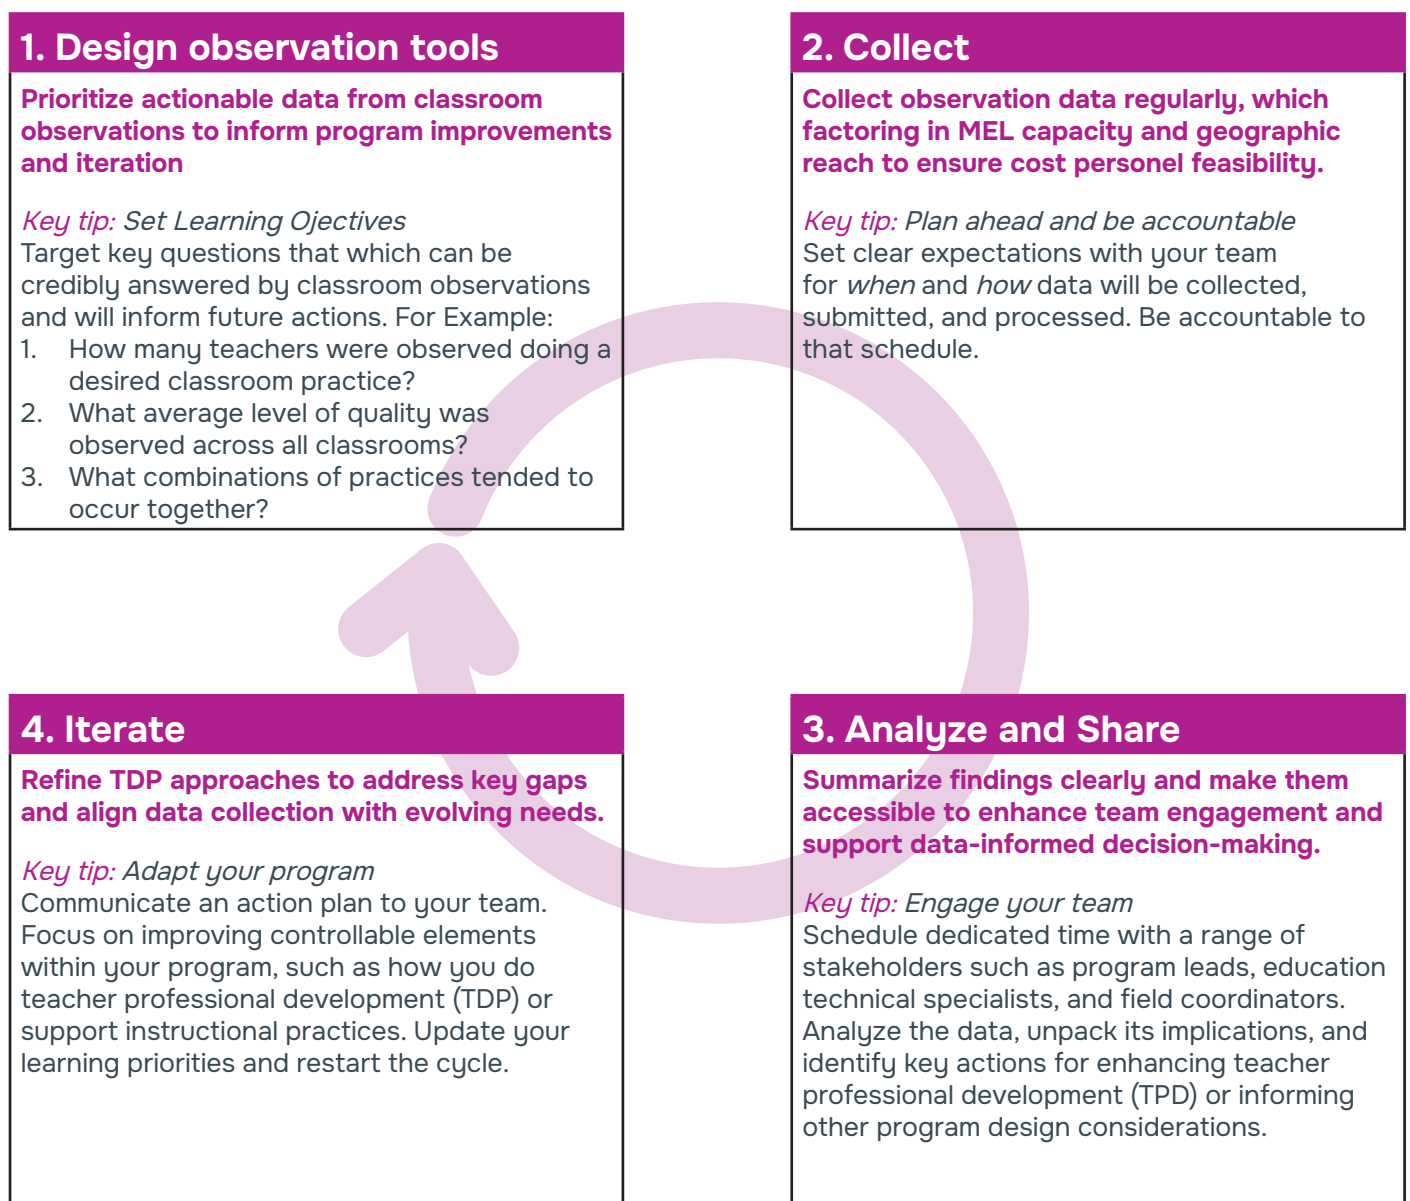 1. Design observation tools
Prioritize actionable data from classroom
observations to inform program improvements
and iteration
Key tip: Set Learning Ojectives
Target key questions that which can be
credibly answered by classroom observations
and will inform future actions. For Example:
1. How many teachers were observed doing a
desired classroom practice?
2. What average level of quality was
observed across all classrooms?
3. What combinations of practices tended to
occur together?
2. Collect
Collect observation data regularly, which
factoring in MEL capacity and geographic
reach to ensure cost personel feasibility.
Key tip: Plan ahead and be accountable
Set clear expectations with your team
for when and how data will be collected,
submitted, and processed. Be accountable to
that schedule.
3. Analyze and Share
Summarize findings clearly and make them
accessible to enhance team engagement and
support data-informed decision-making.
Key tip: Engage your team
Schedule dedicated time with a range of
stakeholders such as program leads, education
technical specialists, and field coordinators.
Analyze the data, unpack its implications, and
identify key actions for enhancing teacher
professional development (TPD) or informing
other program design considerations.
4. Iterate
Refine TDP approaches to address key gaps
and align data collection with evolving needs.
Key tip: Adapt your program
Communicate an action plan to your team.
Focus on improving controllable elements
within your program, such as how you do
teacher professional development (TDP) or
support instructional practices. Update your
learning priorities and restart the cycle.